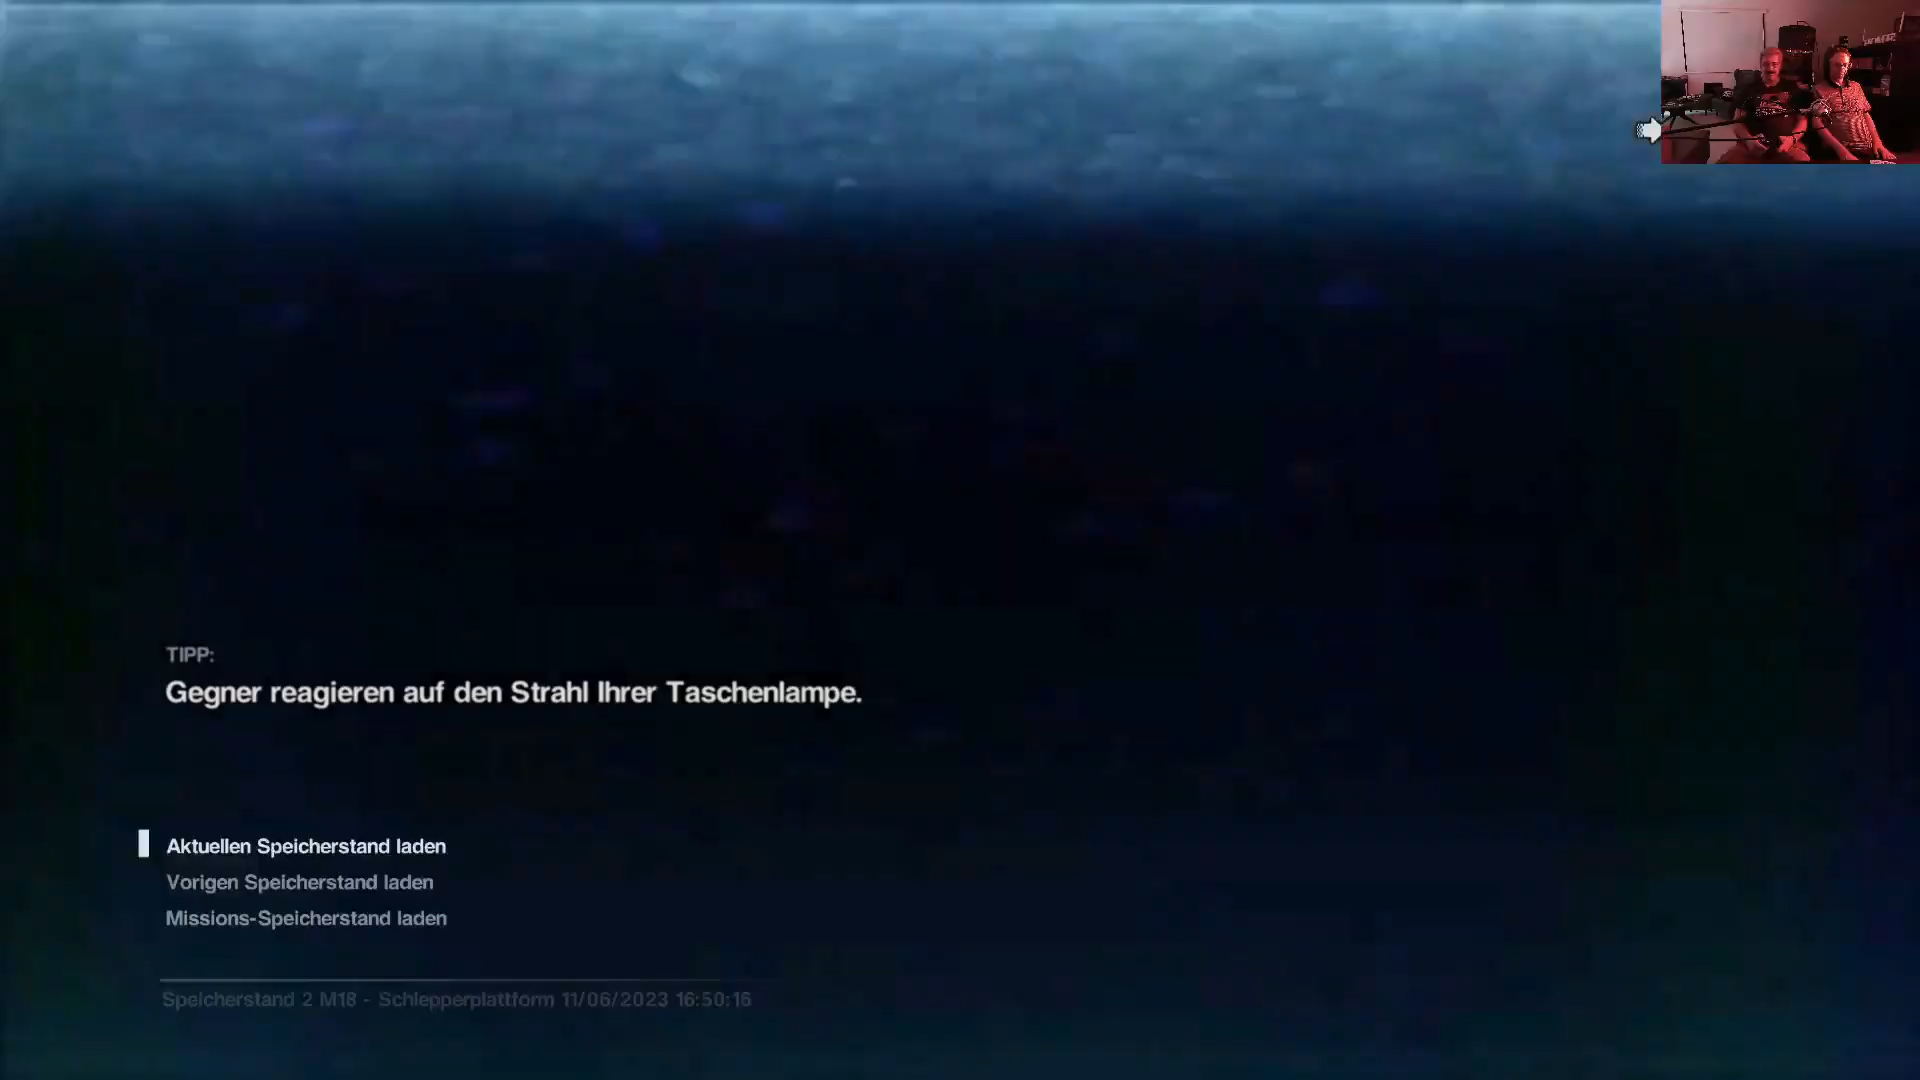 TIPP:
Gegner reagieren auf den Strahl Ihrer Taschenlampe.
Aktuellen Speicherstand laden
Vorigen Speicherstand laden
Missions-Speicherstand laden
Speicherstand 2 M18 - Schlepperplattform 11/06/2023 16:50:16